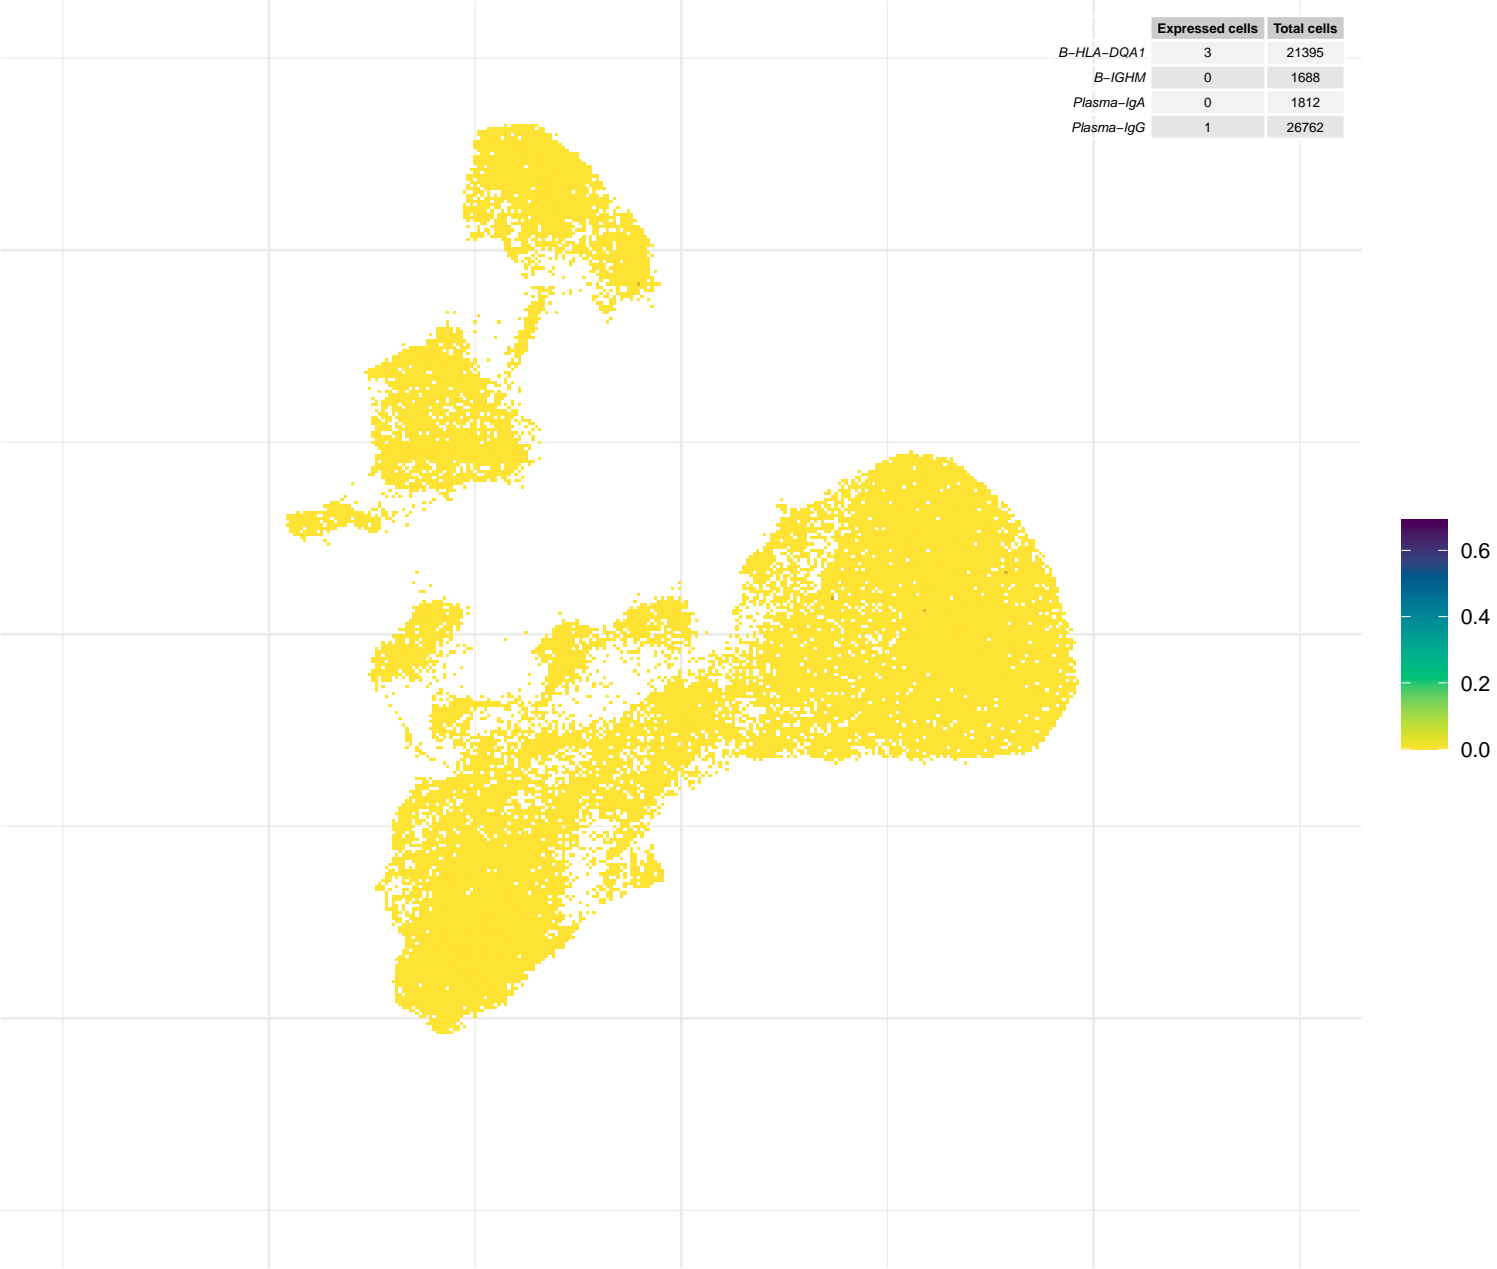 Expressed cells Total cells
B−HLA−DQA1 3 21395
B−IGHM 0 1688
Plasma−IgA 0 1812
Plasma−IgG 1 26762
0.6
0.4
0.2
0.0